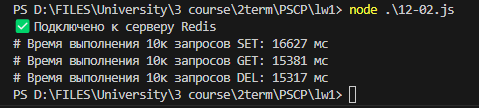 PS D:\FILES\University\3 course\2term\PSCP\lw1> node .\12-02.js
✅ Подключено к серверу Redis
# Время выполнения 10к запросов SET: 16627 мс
# Время выполнения 10к запросов GET: 15381 мс
# Время выполнения 10к запросов DEL: 15317 мс
PS D:\FILES\University\3 course\2term\PSCP\lw1>